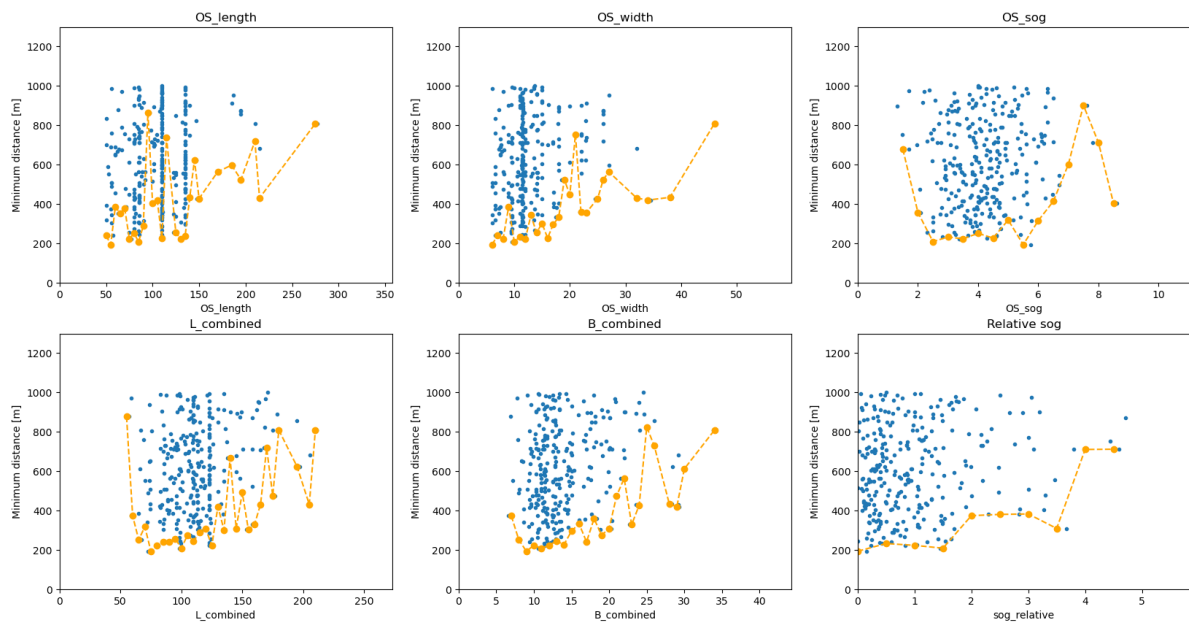 OS_length
Minimum distance [m]
1200
1000
800
600
400
200
0
0 50 100 150 200 250 300 350
OS_length
OS_width
Minimum distance [m]
1200
1000
800
600
400
200
0
0 10 20 30 40 50
OS_width
OS_sog
Minimum distance [m]
1200
1000
800
600
400
200
0
2 4 6 8 10
OS_sog
L_combined
Minimum distance [m]
1200
1000
800
600
400
200
0
0 50 100 150 200 250
L_combined
B_combined
Minimum distance [m]
1200
1000
800
600
400
200
0
0 5 10 15 20 25 30 35 40
B_combined
Relative sog
Minimum distance [m]
1200
1000
800
600
400
200
0
0 1 2 3 4 5
sog_relative